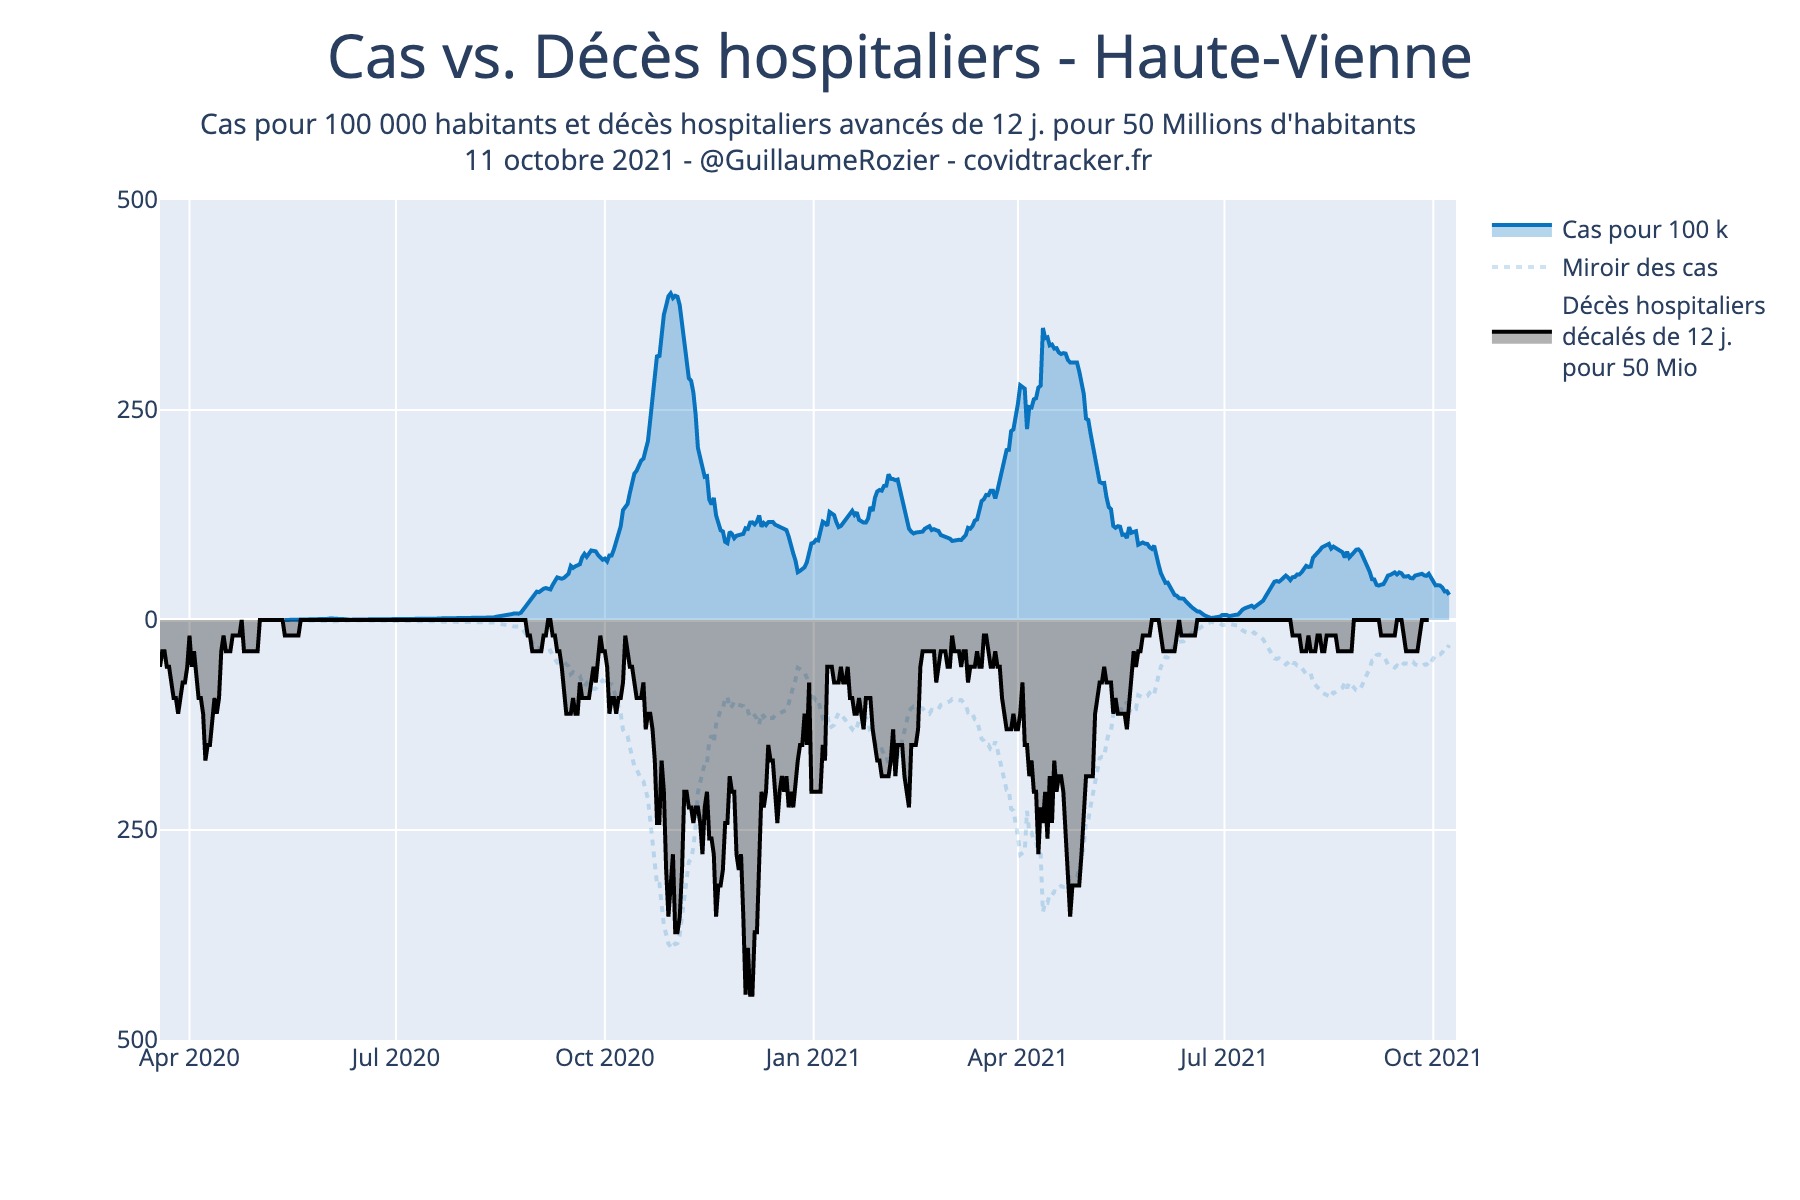 Cas vs. Décès hospitaliers - Haute-Vienne
Cas pour 100 000 habitants et décès hospitaliers avancés de 12 j. pour 50 Millions d'habitants
11 octobre 2021 - @GuillaumeRozier - covidtracker.fr
500
250
0
250
500
Apr 2020
Jul 2020
Oct 2020
Jan 2021
Apr 2021
Jul 2021
Oct 2021
Cas pour 100 k
Miroir des cas
Décès hospitaliers
décalés de 12 j.
pour 50 Mio